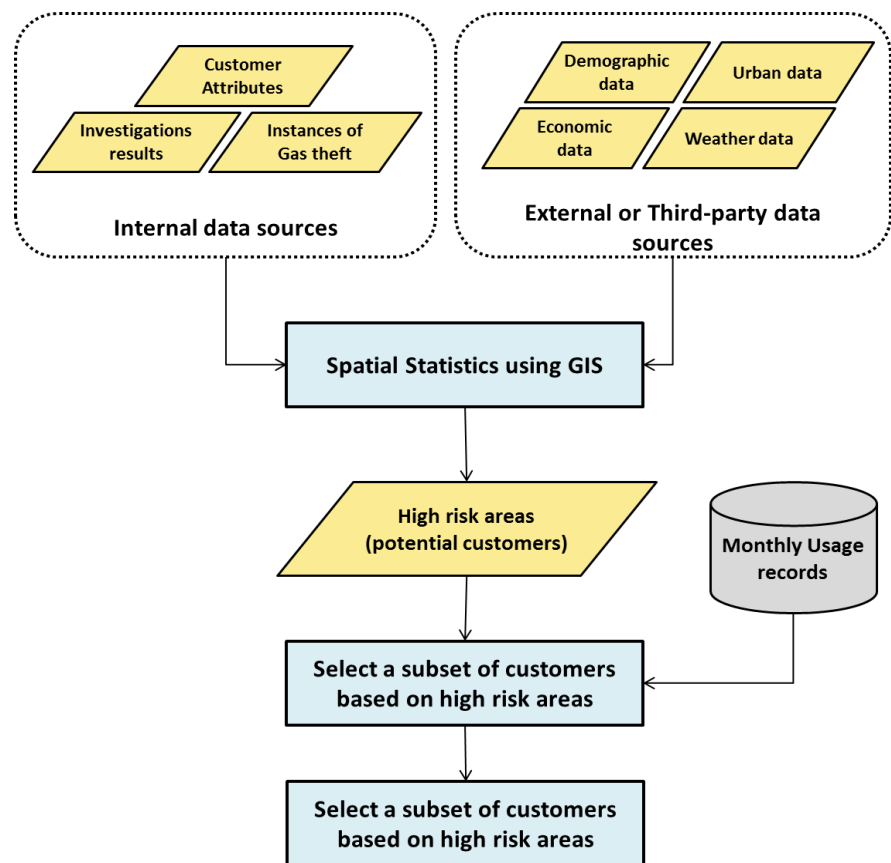 Customer
Attributes
Investigations
results
Instances of
Gas theft
Internal data sources
Demographic
data
Urban data
Economic
data
Weather data
External or Third-party data
sources
Spatial Statistics using GIS
High risk areas
(potential customers)
Monthly Usage
records
Select a subset of customers
based on high risk areas
Select a subset of customers
based on high risk areas